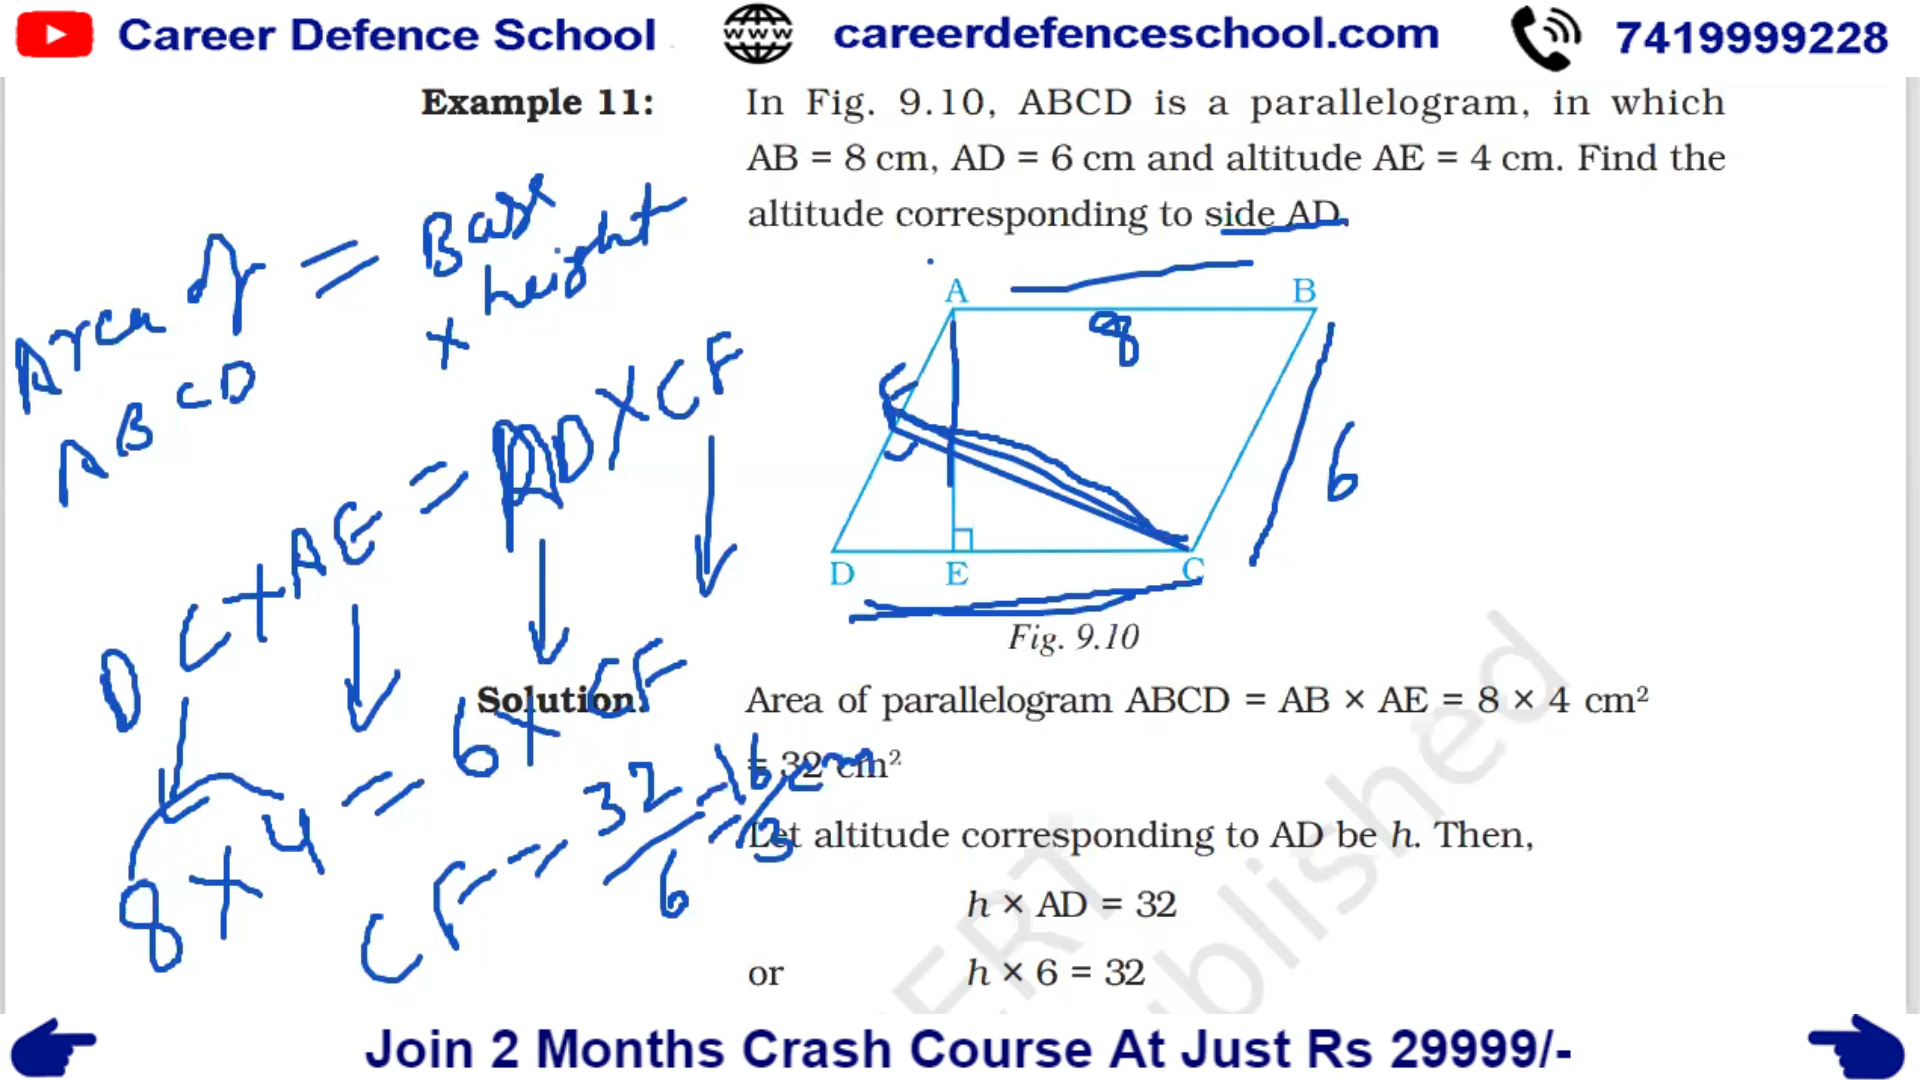 Career Defence School
WWW
careerdefenceschool.com
7419999228
Example 11:
In Fig. 9.10, ABCD is a parallelogram, in which
AB = 8 cm, AD = 6 cm and altitude AE = 4 cm. Find the
altitude corresponding to side AD.
Area of = Base
× height
ABCD
= AD × CF
DC × AE
8 × 4 = 6 × CF
CF = 32/6 = 16/3 cm
A B
8
6
D E C
Fig. 9.10
Solution:
Area of parallelogram ABCD = AB × AE = 8 × 4 cm²
= 32 cm²
Let altitude corresponding to AD be h. Then,
h × AD = 32
or h × 6 = 32
Join 2 Months Crash Course At Just Rs 29999/-